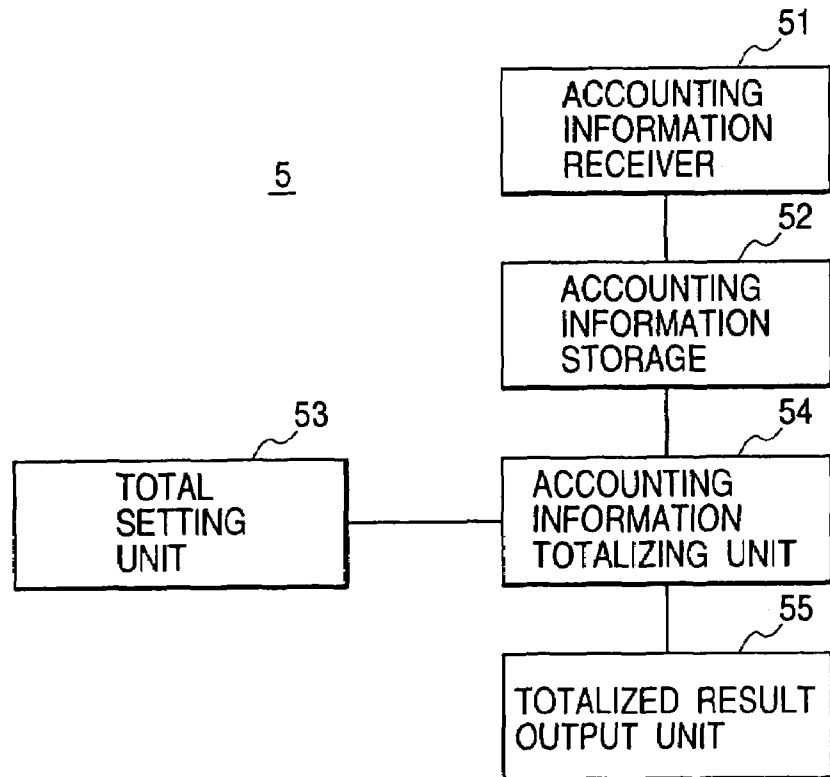 51
ACCOUNTING
INFORMATION
RECEIVER
5
52
ACCOUNTING
INFORMATION
STORAGE
53
TOTAL
SETTING
UNIT
54
ACCOUNTING
INFORMATION
TOTALIZING UNIT
55
TOTALIZED RESULT
OUTPUT UNIT